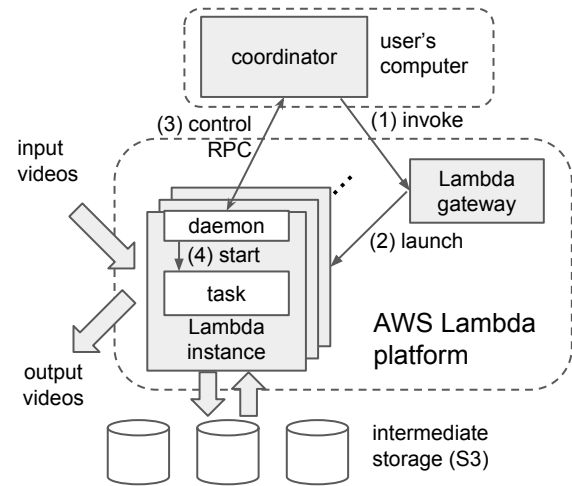 coordinator
user's
computer
(3) control
RPC
(1) invoke
input
videos
Lambda
gateway
daemon
(2) launch
(4) start
task
Lambda
instance
AWS Lambda
platform
output
videos
intermediate
storage (S3)